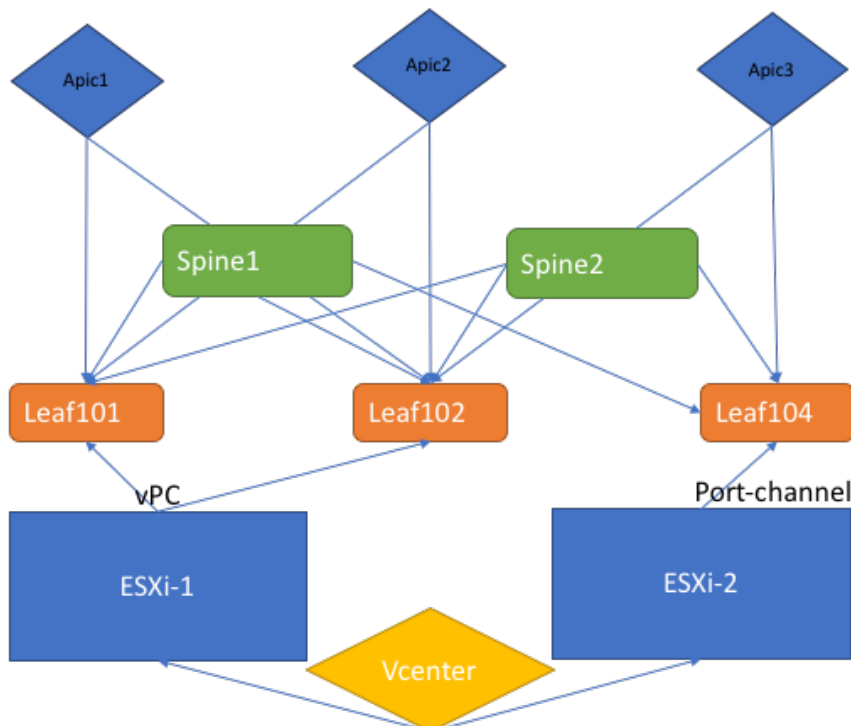 Apic1
Apic2
Apic3
Spine1
Spine2
Leaf101
Leaf102
Leaf104
vPC
Port-channel
ESXi-1
ESXi-2
Vcenter